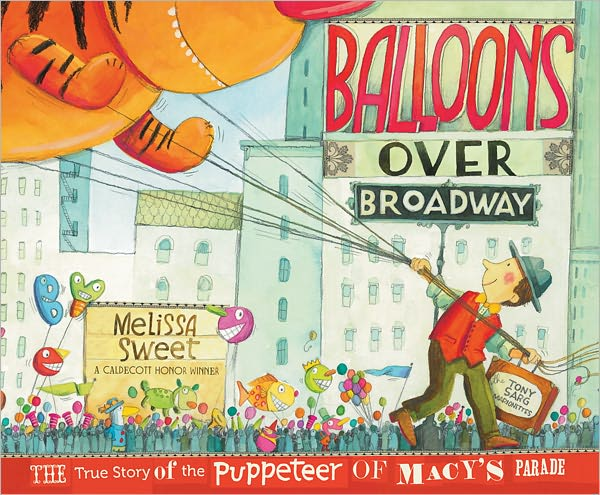 BALLOONS
OVER
BROADWAY
MELISSA
SWEET
A CALDECOTT HONOR WINNER
the TONY
SARG
MARIONETTES
THE True Story of the Puppeteer OF MACY'S PARADE